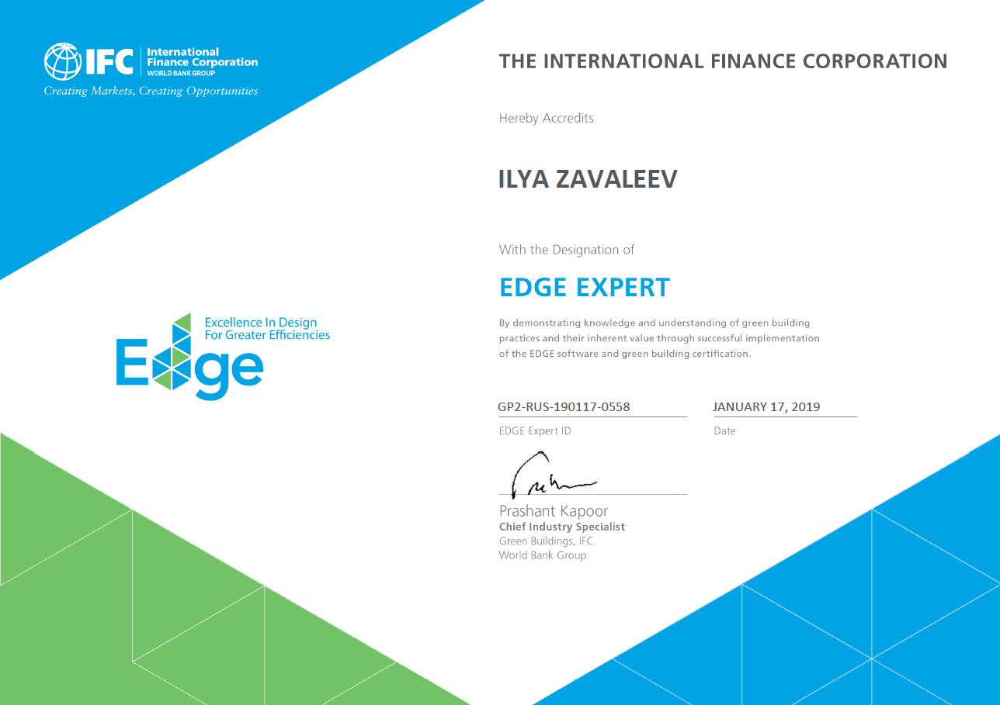 IFC
International
Finance Corporation
WORLD BANK GROUP
Creating Markets, Creating Opportunities
THE INTERNATIONAL FINANCE CORPORATION
Hereby Accredits
ILYA ZAVALEEV
With the Designation of
EDGE EXPERT
By demonstrating knowledge and understanding of green building
practices and their inherent value through successful implementation
of the EDGE software and green building certification.
Edge
Excellence In Design
For Greater Efficiencies
GP2-RUS-190117-0558
EDGE Expert ID
JANUARY 17, 2019
Date
Prashant Kapoor
Chief Industry Specialist
Green Buildings, IFC
World Bank Group